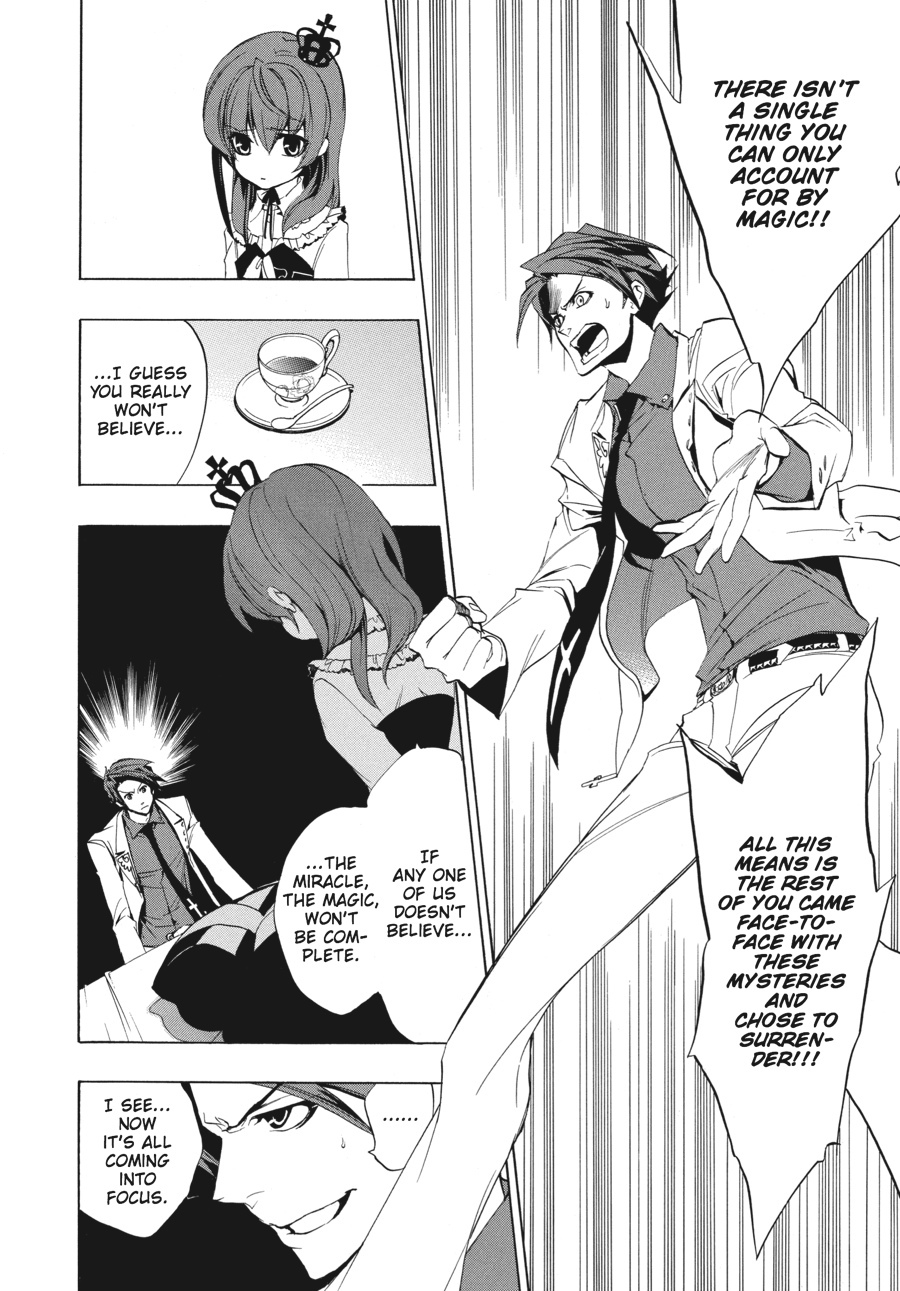 THERE ISN'T
A SINGLE
THING YOU
CAN ONLY
ACCOUNT
FOR BY
MAGIC!!
ALL THIS
MEANS IS
THE REST
OF YOU CAME
FACE-TO-
FACE WITH
THESE
MYSTERIES
AND
CHOSE TO
SURREN-
DER!!!
...I GUESS
YOU REALLY
WON'T
BELIEVE...
IF
ANY ONE
OF US
DOESN'T
BELIEVE...
...THE
MIRACLE,
THE MAGIC,
WON'T
BE COM-
PLETE.
......
I SEE...
NOW
IT'S ALL
COMING
INTO
FOCUS.